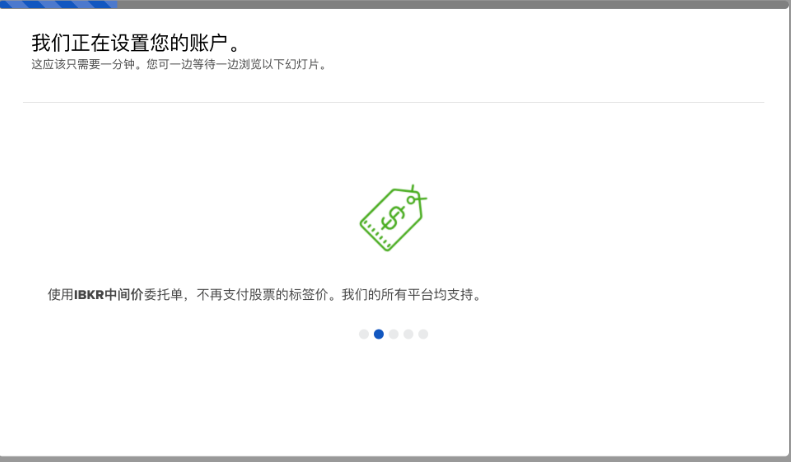 我们正在设置您的账户。
这应该只需要一分钟。您可一边等待一边浏览以下幻灯片。
使用IBKR中间价委托单，不再支付股票的标签价。我们的所有平台均支持。